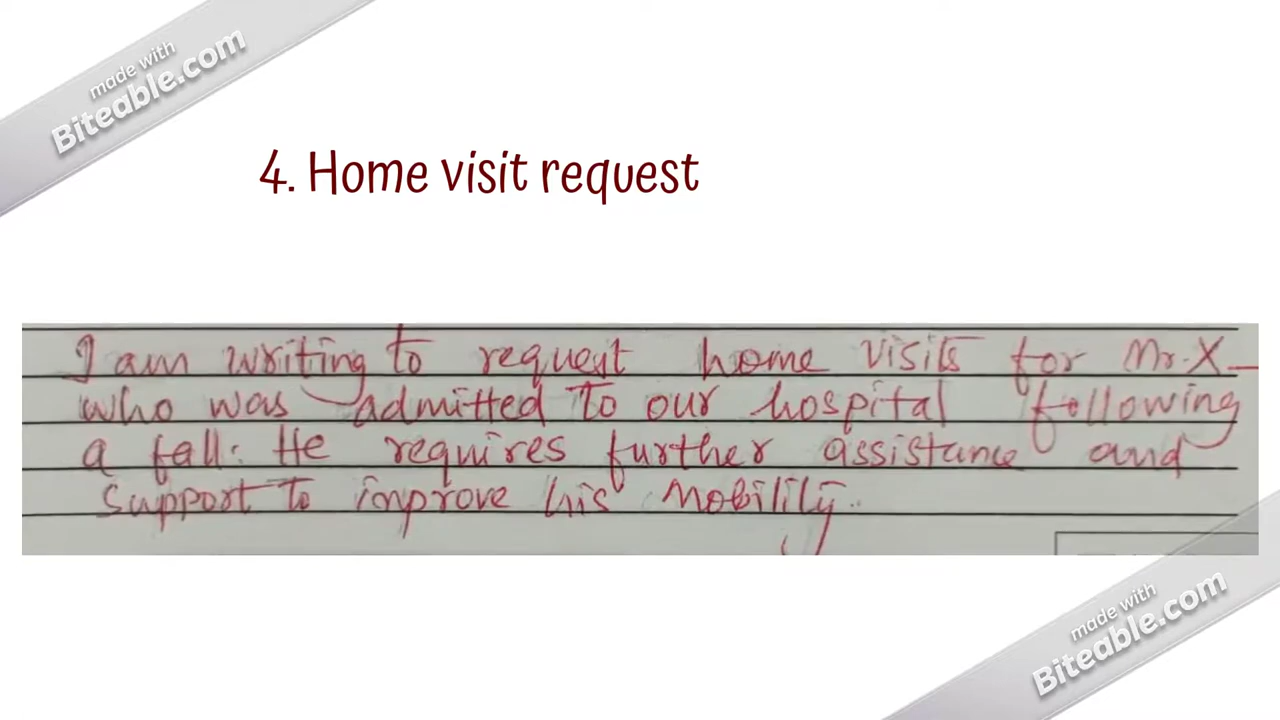 made with
Biteable.com
4. Home visit request
I am writing to request home visits for Mr. X
who was admitted to our hospital following
a fall. He requires further assistance and
support to improve his mobility.
made with
Biteable.com